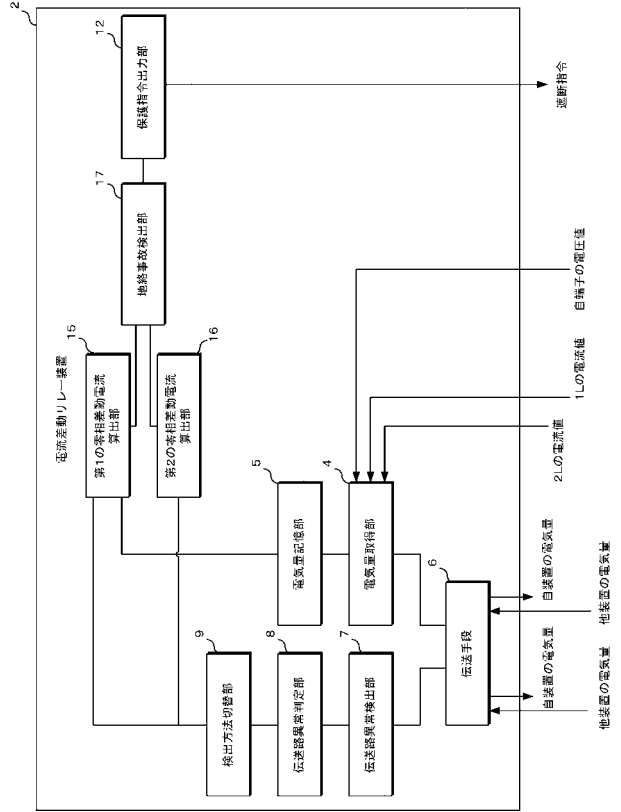 2
電流差動リレー装置
12
保護指令出力部
17
地絡事故検出部
15
第1の零相差動電流
算出部
16
第2の零相差動電流
算出部
5
電気量記憶部
4
電気量取得部
6
伝送手段
9
検出方法切替部
8
伝送路異常判定部
7
伝送路異常検出部
遮断指令
自端子の電圧値
1Lの電流値
2Lの電流値
自装置の電気量
他装置の電気量
自装置の電気量
他装置の電気量